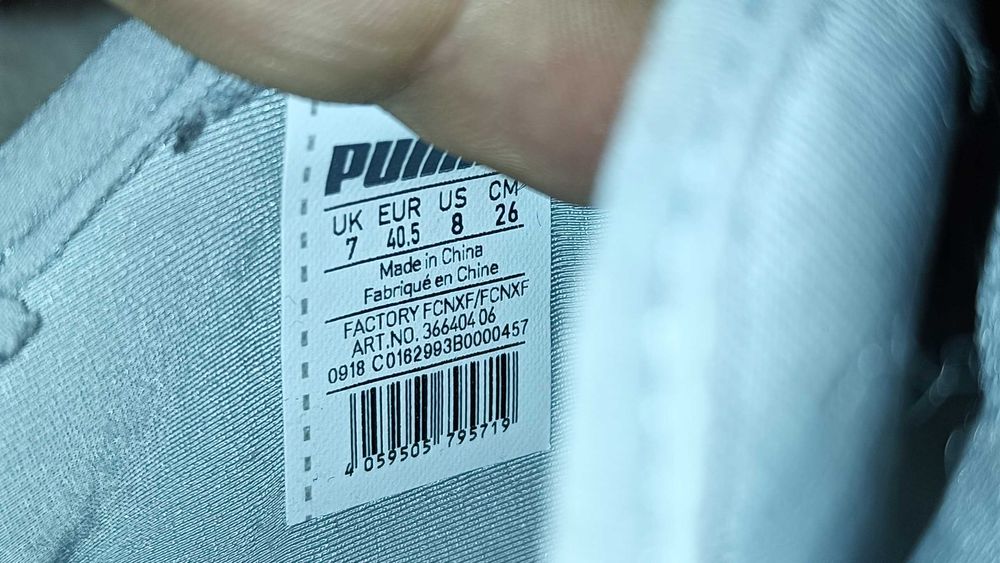 PUMA
UK EUR US CM
7 40.5 8 26
Made in China
Fabriqué en Chine
FACTORY FCNXF/FCNXF
ART.NO. 366404 06
0918 C0162993B0000457
4 059505 795719